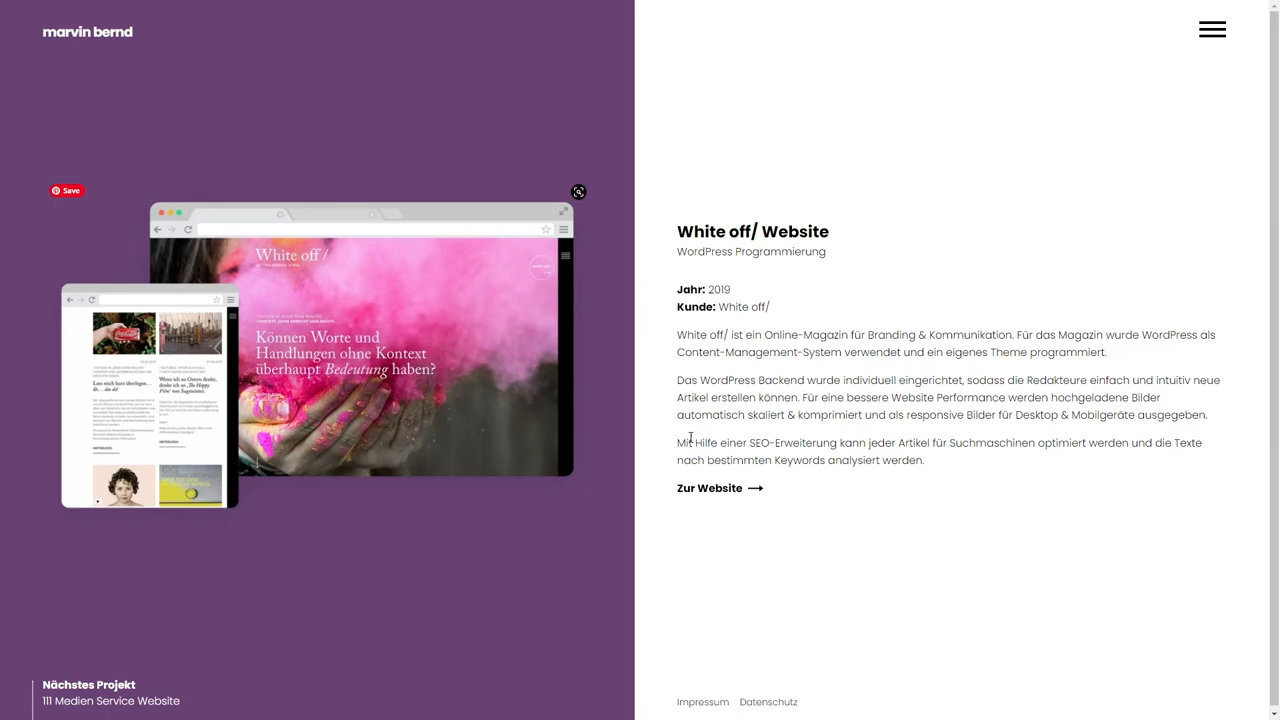 marvin bernd
Save
White off/
Können Worte und
Handlungen ohne Kontext
überhaupt Bedeutung haben?
White off/ Website
WordPress Programmierung
Jahr: 2019
Kunde: White off/
White off/ ist ein Online-Magazin für Branding & Kommunikation. Für das Magazin wurde WordPress als
Content-Management-System verwendet und ein eigenes Theme programmiert.
Das WordPress Backend ist so eingerichtet, sodass die Redakteure einfach und intuitiv neue
Artikel erstellen können. Für eine optimale Website Performance werden hochgeladene Bilder
automatisch skaliert & komprimiert und als responsive Bilder für Desktop & Mobilgeräte ausgegeben.
Mit Hilfe einer SEO-Erweiterung kann jeder Artikel für Suchmaschinen optimiert werden und die Texte
nach bestimmten Keywords analysiert werden.
Zur Website
Nächstes Projekt
111 Medien Service Website
Impressum Datenschutz